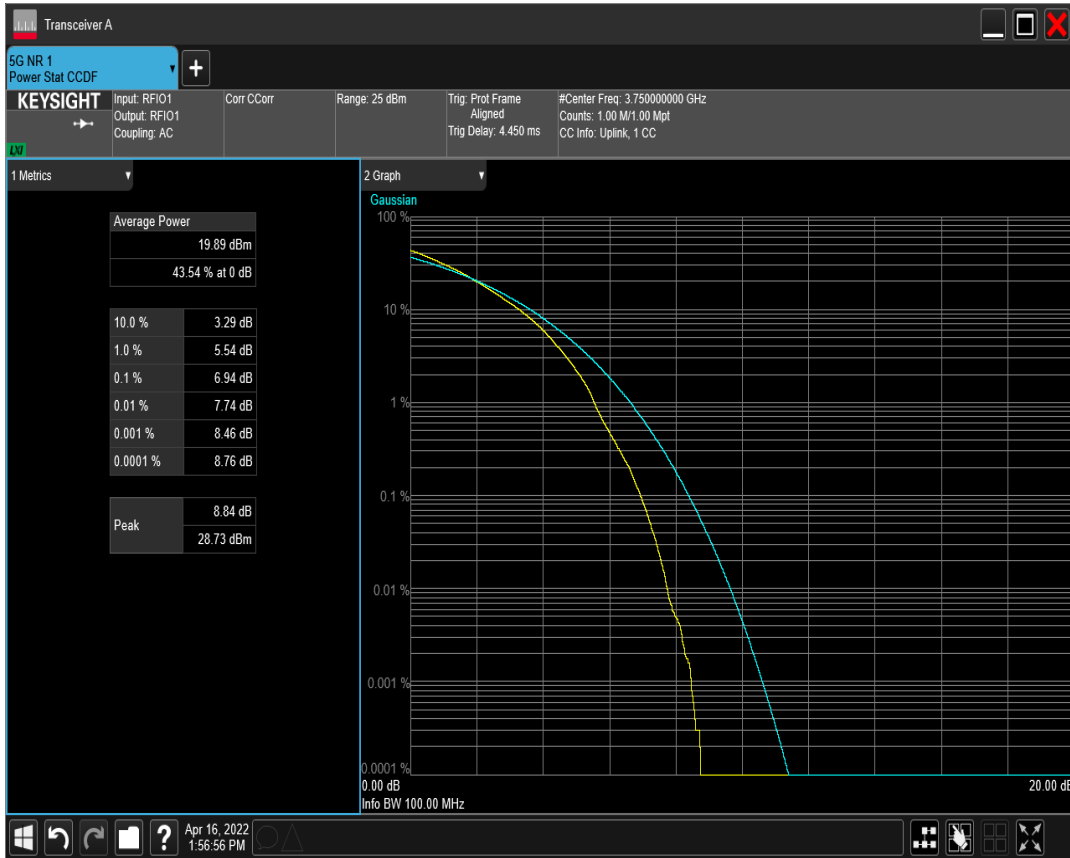 Transceiver A
5G NR 1
Power Stat CCDF
KEYSIGHT
LXI
Input: RFIO1
Output: RFIO1
Coupling: AC
Corr CCorr
Range: 25 dBm
Trig: Prot Frame
Aligned
Trig Delay: 4.450 ms
#Center Freq: 3.750000000 GHz
Counts: 1.00 M/1.00 Mpt
CC Info: Uplink, 1 CC
1 Metrics
Average Power
19.89 dBm
43.54 % at 0 dB
10.0 % 3.29 dB
1.0 % 5.54 dB
0.1 % 6.94 dB
0.01 % 7.74 dB
0.001 % 8.46 dB
0.0001 % 8.76 dB
Peak
8.84 dB
28.73 dBm
2 Graph
Gaussian
100 %
10 %
1 %
0.1 %
0.01 %
0.001 %
0.0001 %
0.00 dB 20.00 dB
Info BW 100.00 MHz
Apr 16, 2022
1:56:56 PM